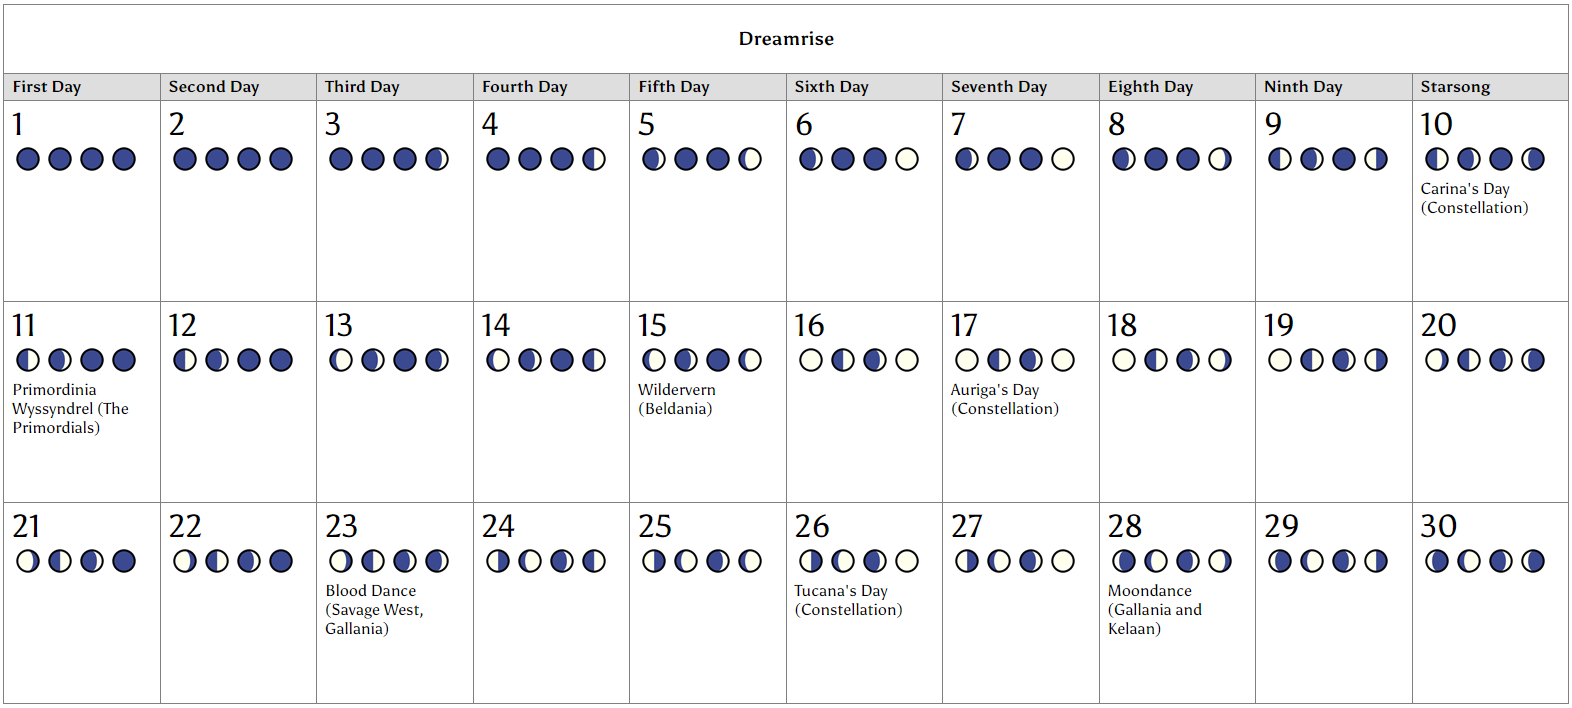 Dreamrise
First Day Second Day Third Day Fourth Day Fifth Day Sixth Day Seventh Day Eighth Day Ninth Day Starsong
1 2 3 4 5 6 7 8 9 10
Carina's Day
(Constellation)
11 12 13 14 15 16 17 18 19 20
Primordinia
Wyssyndrel (The
Primordials)
Wildervern
(Beldania)
Auriga's Day
(Constellation)
21 22 23 24 25 26 27 28 29 30
Blood Dance
(Savage West,
Gallania)
Tucana's Day
(Constellation)
Moondance
(Gallania and
Kelaan)